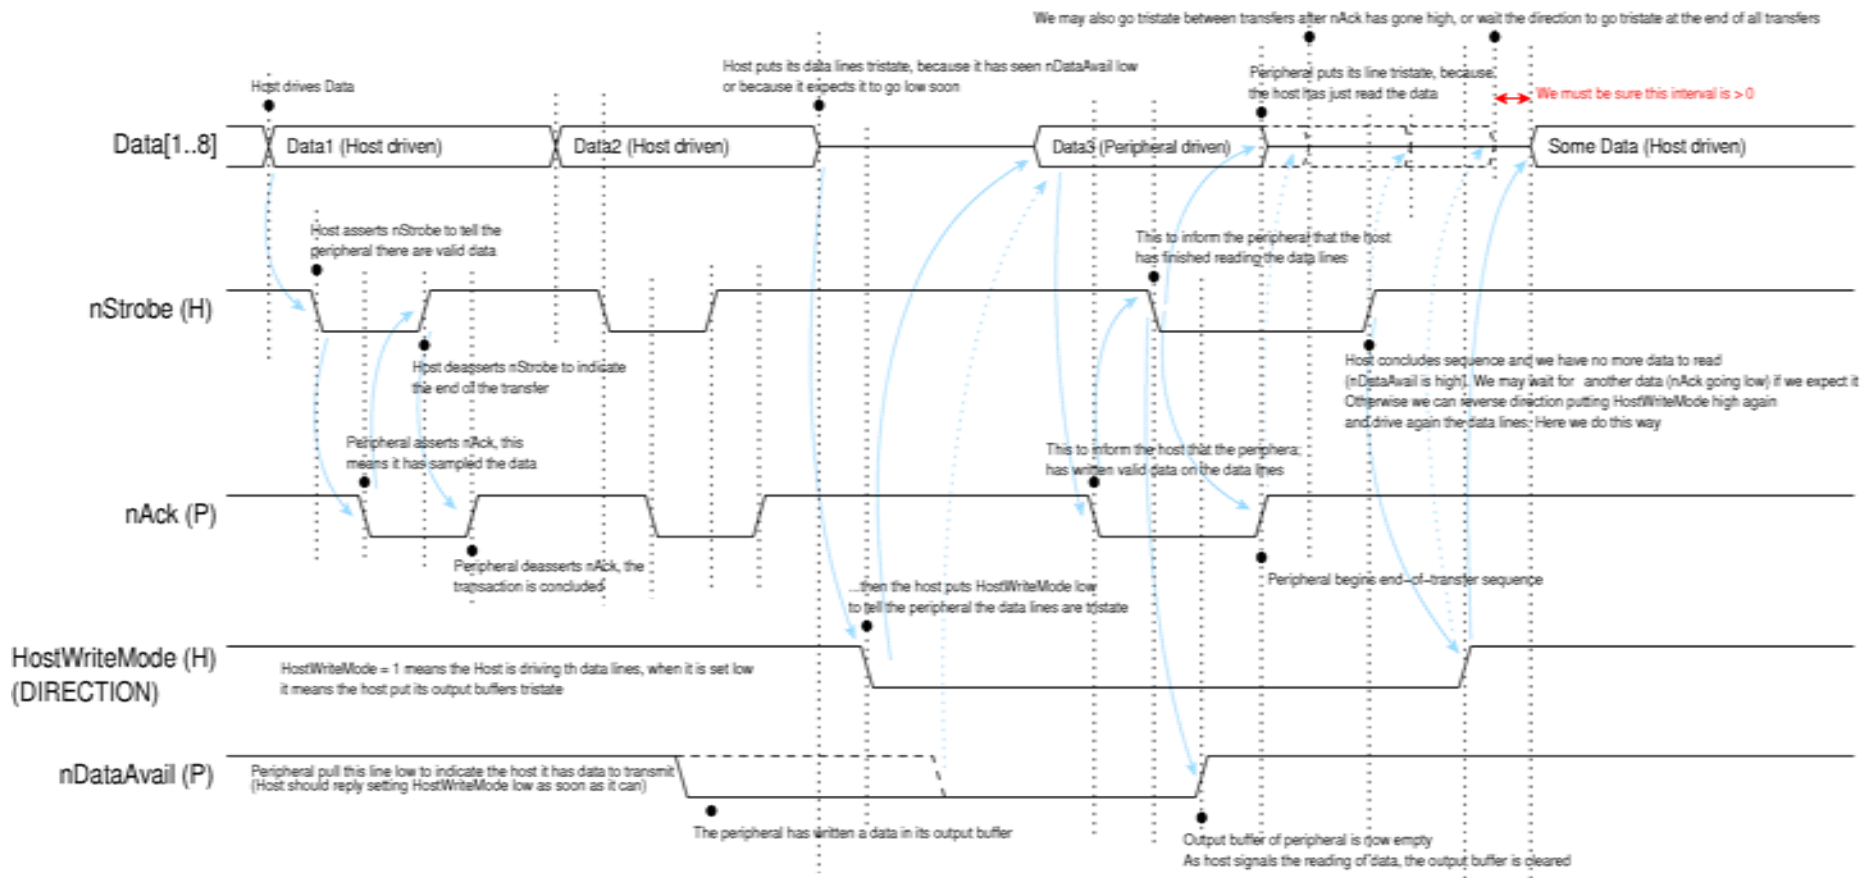 We may also go tristate between transfers after nAck has gone high, or wait the direction to go tristate at the end of all transfers
Host drives Data
Host puts its data lines tristate, because it has seen nDataAvail low
or because it expects it to go low soon
Peripheral puts its line tristate, because
the host has just read the data
We must be sure this interval is > 0
Data[1..8]
Data1 (Host driven)
Data2 (Host driven)
Data3 (Peripheral driven)
Some Data (Host driven)
Host asserts nStrobe to tell the
peripheral there are valid data
This to inform the peripheral that the host
has finished reading the data lines
nStrobe (H)
Host deasserts nStrobe to indicate
the end of the transfer
Host concludes sequence and we have no more data to read
(nDataAvail is high). We may wait for another data (nAck going low) if we expect it
Otherwise we can reverse direction putting HostWriteMode high again
and drive again the data lines. Here we do this way
Peripheral asserts nAck, this
means it has sampled the data
This to inform the host that the peripheral
has written valid data on the data lines
nAck (P)
Peripheral deasserts nAck, the
transaction is concluded
Peripheral begins end-of-transfer sequence
...then the host puts HostWriteMode low
to tell the peripheral the data lines are tristate
HostWriteMode (H)
(DIRECTION)
HostWriteMode = 1 means the Host is driving th data lines, when it is set low
it means the host put its output buffers tristate
nDataAvail (P)
Peripheral pull this line low to indicate the host it has data to transmit
(Host should reply setting HostWriteMode low as soon as it can)
The peripheral has written a data in its output buffer
Output buffer of peripheral is now empty
As host signals the reading of data, the output buffer is cleared